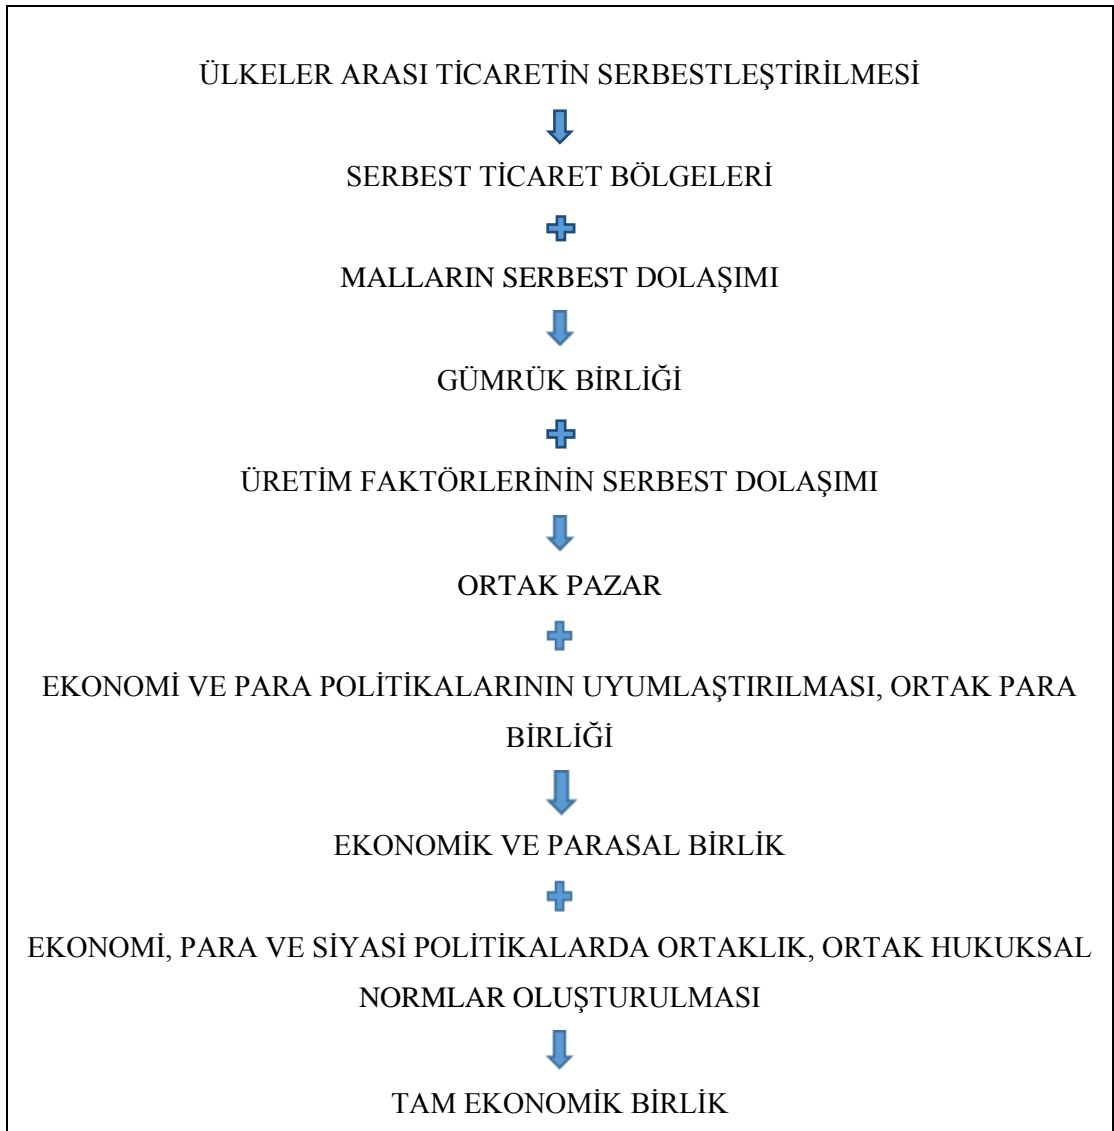 ÜLKELER ARASI TİCARETİN SERBESTLEŞTİRİLMESİ
SERBEST TİCARET BÖLGELERİ
MALLARIN SERBEST DOLAŞIMI
GÜMRÜK BİRLİĞİ
ÜRETİM FAKTÖRLERİNİN SERBEST DOLAŞIMI
ORTAK PAZAR
EKONOMİ VE PARA POLİTİKALARININ UYUMLAŞTIRILMASI, ORTAK PARA
BİRLİĞİ
EKONOMİK VE PARASAL BİRLİK
EKONOMİ, PARA VE SİYASİ POLİTİKALARDA ORTAKLIK, ORTAK HUKUKSAL
NORMLAR OLUŞTURULMASI
TAM EKONOMİK BİRLİK